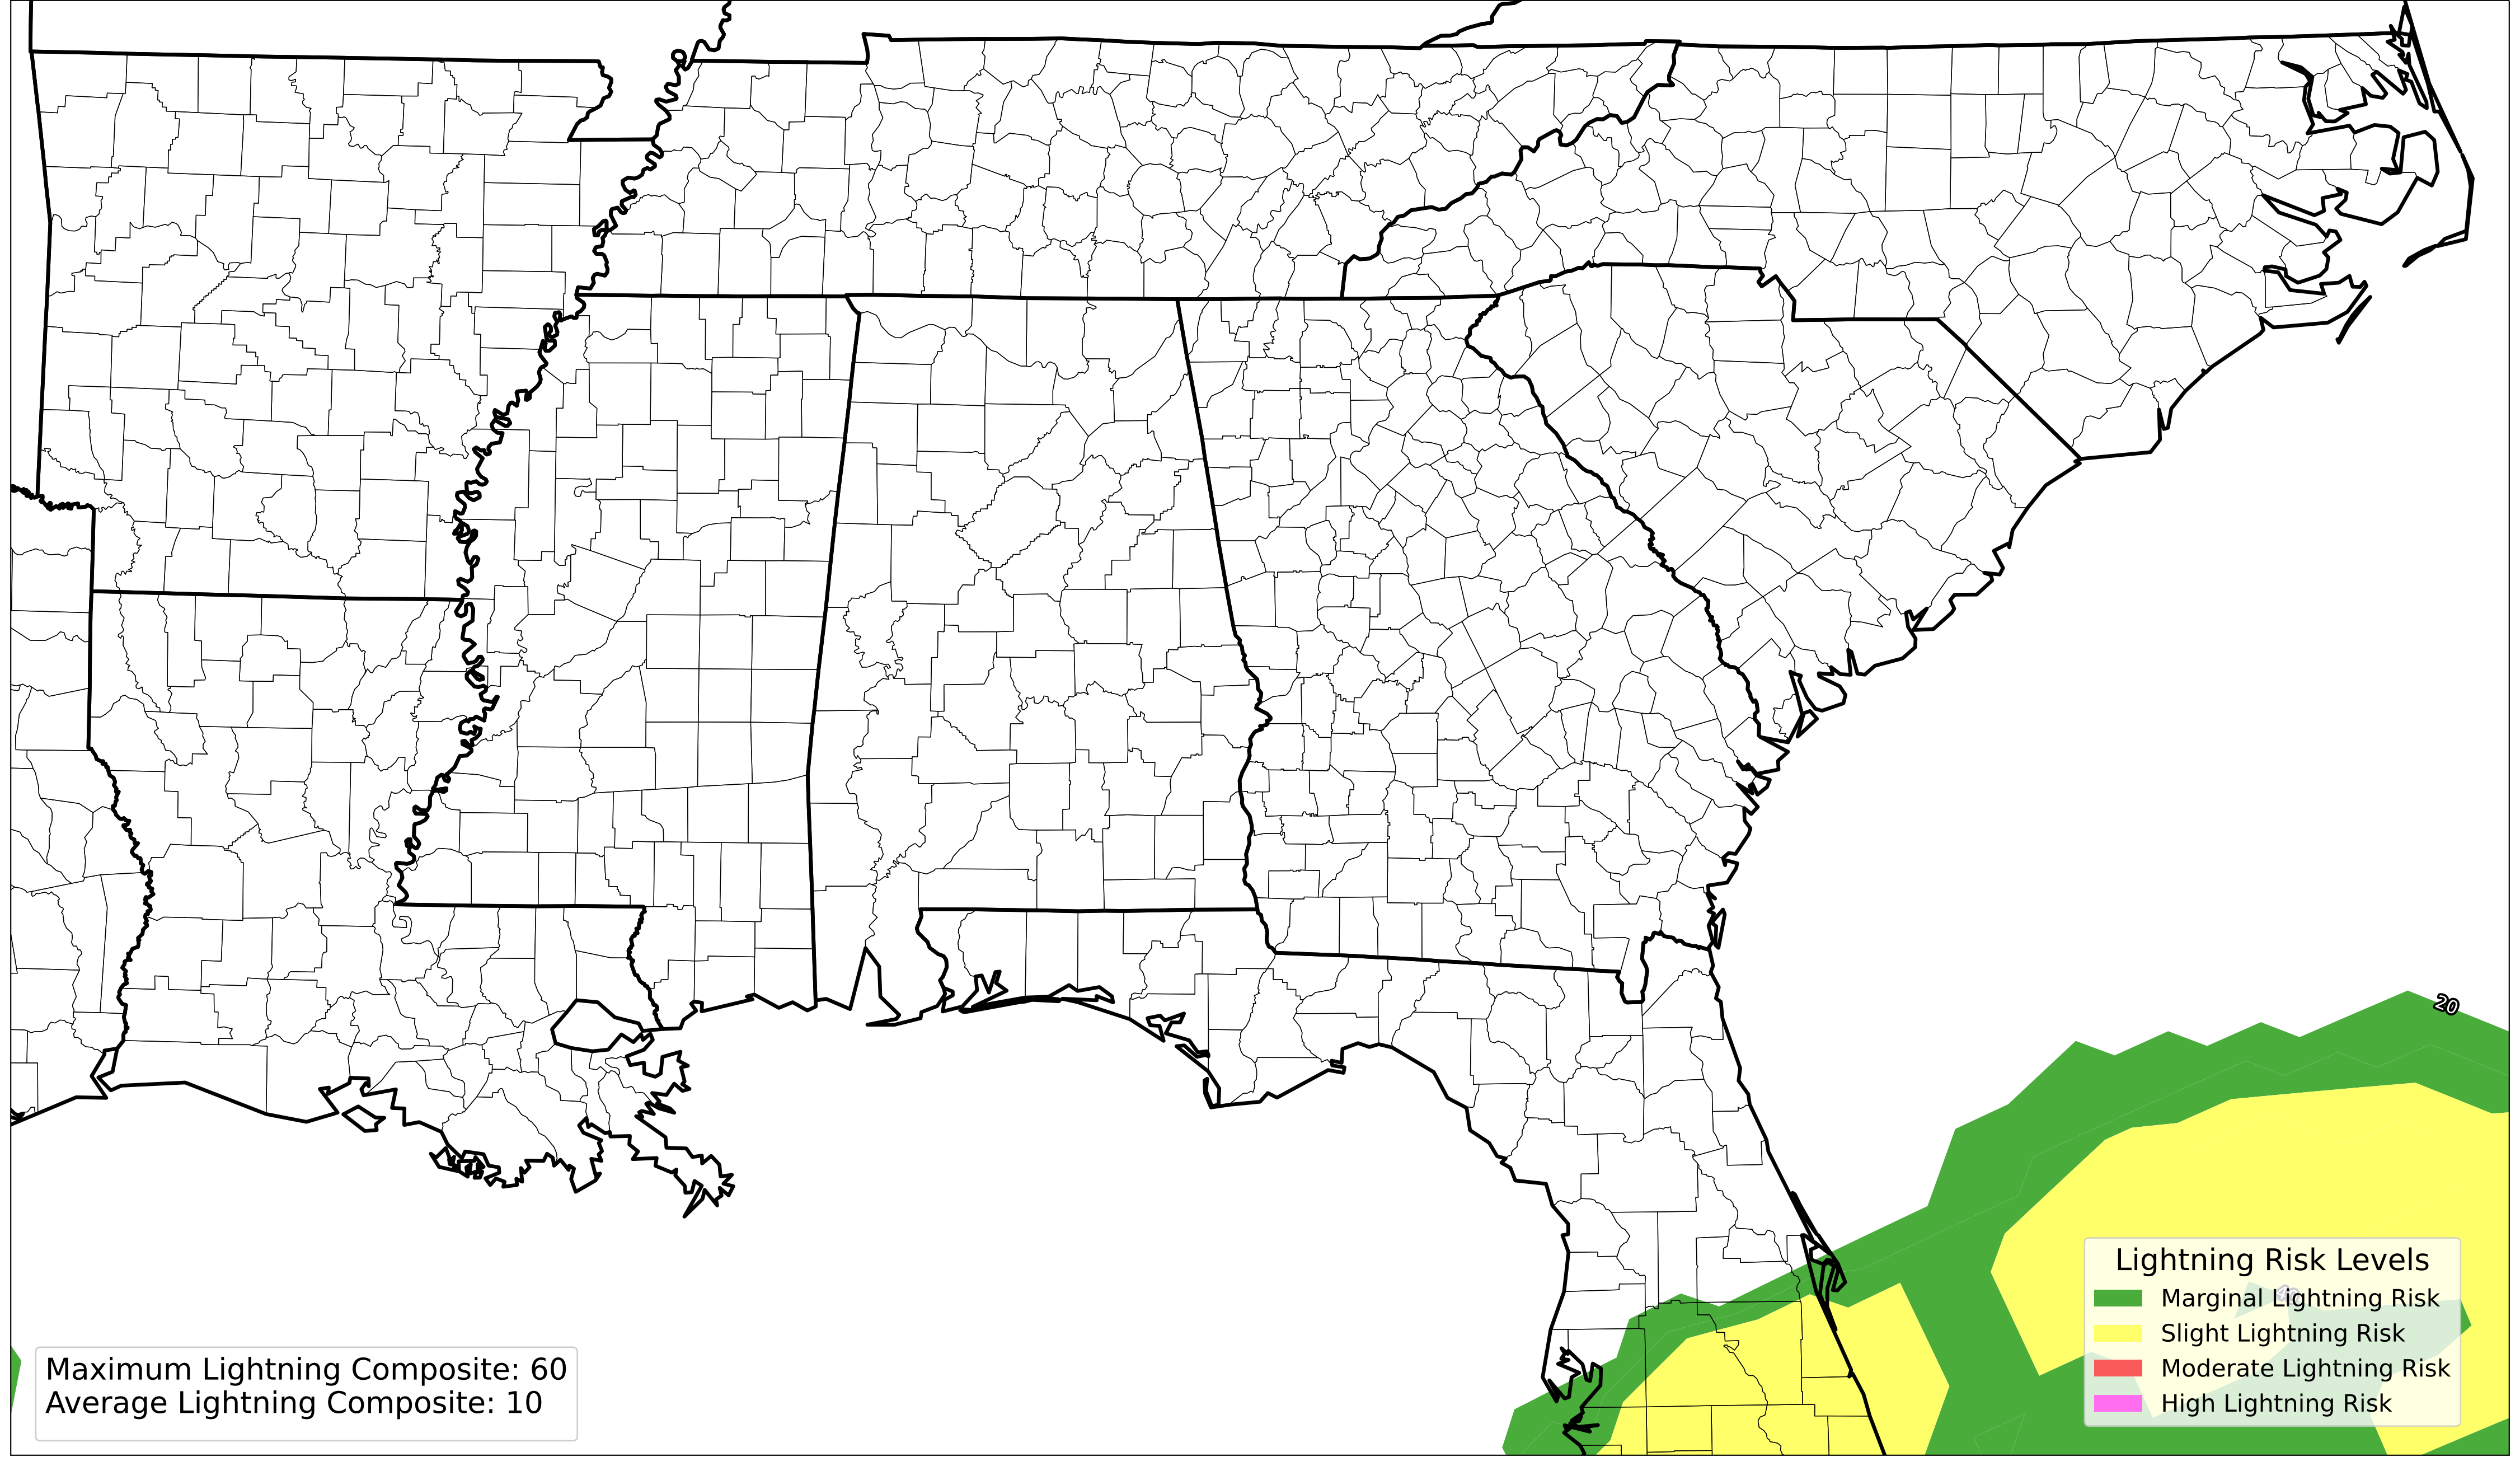 20
Lightning Risk Levels
Marginal Lightning Risk
Slight Lightning Risk
Moderate Lightning Risk
High Lightning Risk
Maximum Lightning Composite: 60
Average Lightning Composite: 10